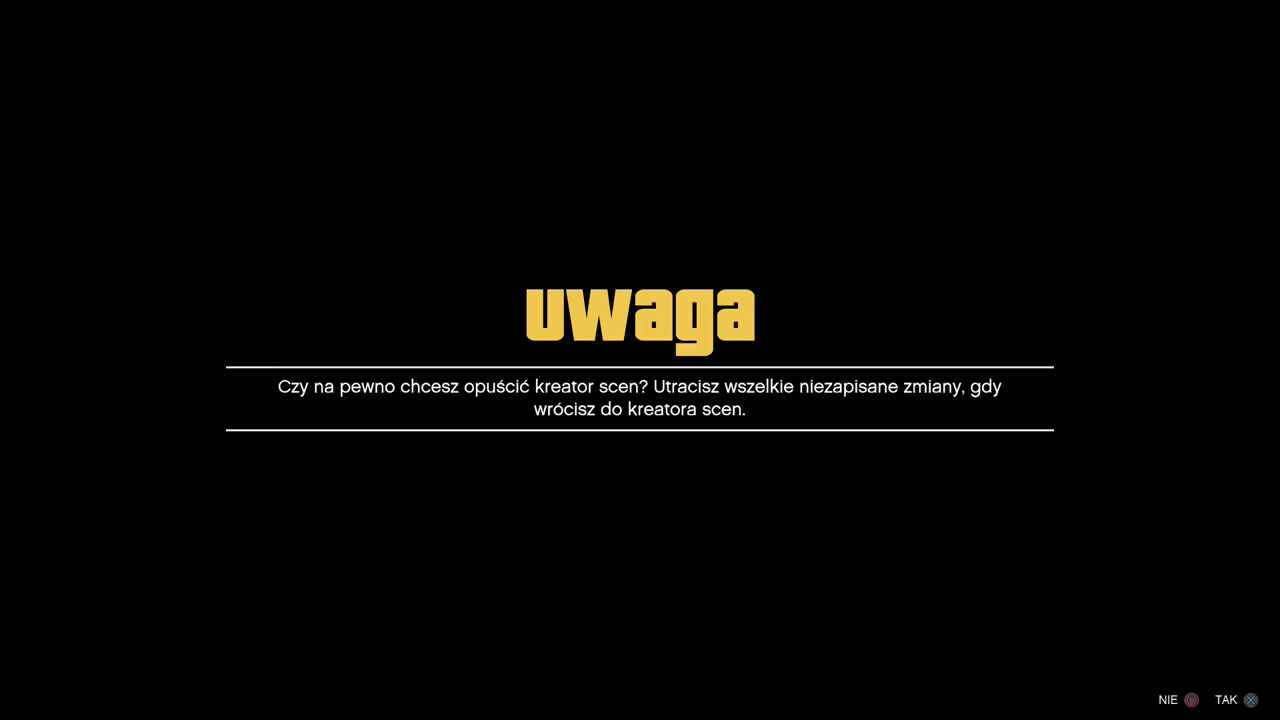 uwaga
Czy na pewno chcesz opuścić kreator scen? Utracisz wszelkie niezapisane zmiany, gdy
wrócisz do kreatora scen.
NIE TAK